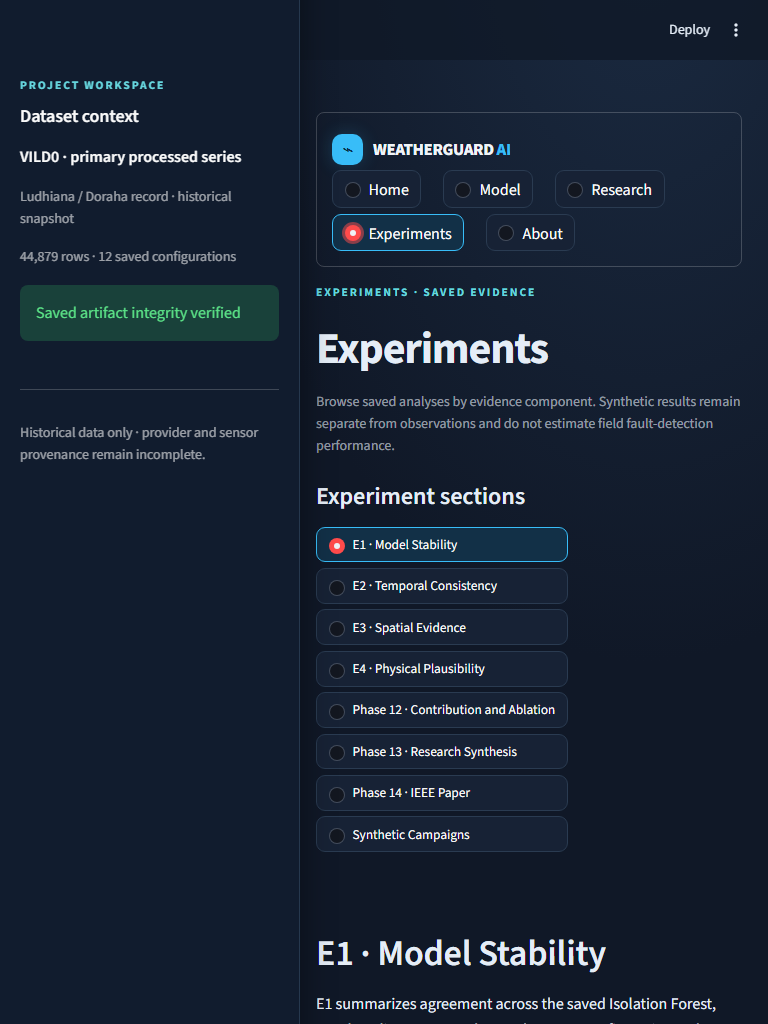 Deploy
PROJECT WORKSPACE
Dataset context
VILD0 · primary processed series
Ludhiana / Doraha record · historical
snapshot
44,879 rows · 12 saved configurations
Saved artifact integrity verified
Historical data only · provider and sensor
provenance remain incomplete.
WEATHERGUARD AI
Home
Model
Research
Experiments
About
EXPERIMENTS · SAVED EVIDENCE
Experiments
Browse saved analyses by evidence component. Synthetic results remain
separate from observations and do not estimate field fault-detection
performance.
Experiment sections
E1 · Model Stability
E2 · Temporal Consistency
E3 · Spatial Evidence
E4 · Physical Plausibility
Phase 12 · Contribution and Ablation
Phase 13 · Research Synthesis
Phase 14 · IEEE Paper
Synthetic Campaigns
E1 · Model Stability
E1 summarizes agreement across the saved Isolation Forest,